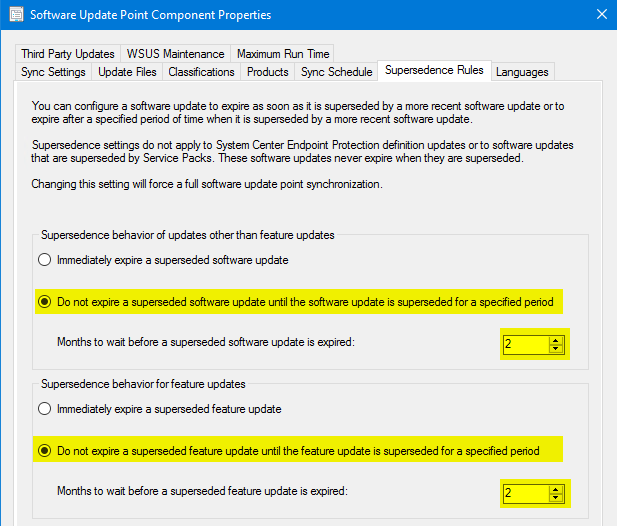 Software Update Point Component Properties
Third Party Updates WSUS Maintenance Maximum Run Time
Sync Settings Update Files Classifications Products Sync Schedule Supersedence Rules Languages
You can configure a software update to expire as soon as it is superseded by a more recent software update or to
expire after a specified period of time when it is superseded by a more recent software update.
Supersedence settings do not apply to System Center Endpoint Protection definition updates or to software updates
that are superseded by Service Packs. These software updates never expire when they are superseded.
Changing this setting will force a full software update point synchronization.
Supersedence behavior of updates other than feature updates
Immediately expire a superseded software update
Do not expire a superseded software update until the software update is superseded for a specified period
Months to wait before a superseded software update is expired: 2
Supersedence behavior for feature updates
Immediately expire a superseded feature update
Do not expire a superseded feature update until the feature update is superseded for a specified period
Months to wait before a superseded feature update is expired: 2